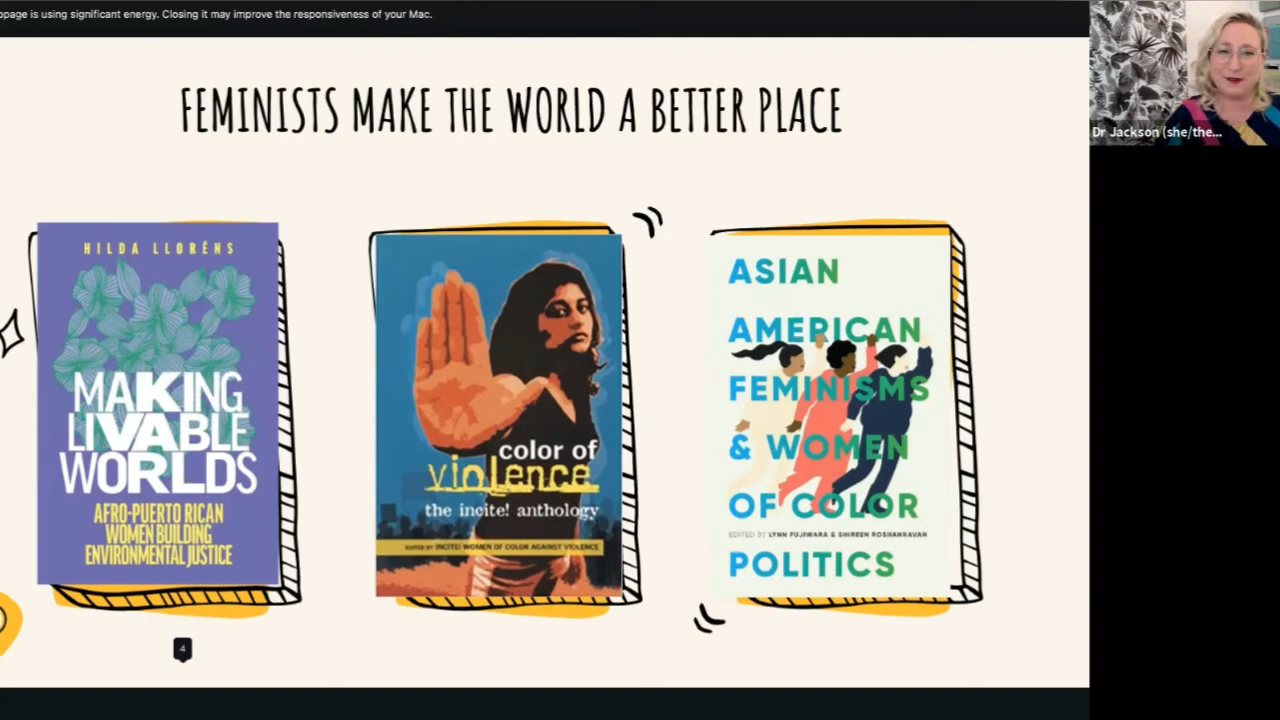 opage is using significant energy. Closing it may improve the responsiveness of your Mac.
FEMINISTS MAKE THE WORLD A BETTER PLACE
HILDA LLORÉNS
MAKING
LIVABLE
WORLDS
AFRO-PUERTO RICAN
WOMEN BUILDING
ENVIRONMENTAL JUSTICE
color of
violence
the incite! anthology
EDITED BY INCITE! WOMEN OF COLOR AGAINST VIOLENCE
ASIAN
AMERICAN
FEMINISMS
& WOMEN
OF COLOR
EDITED BY LYNN FUJIWARA & SHIREEN ROSHANRAVAN
POLITICS
4
Dr Jackson (she/the...